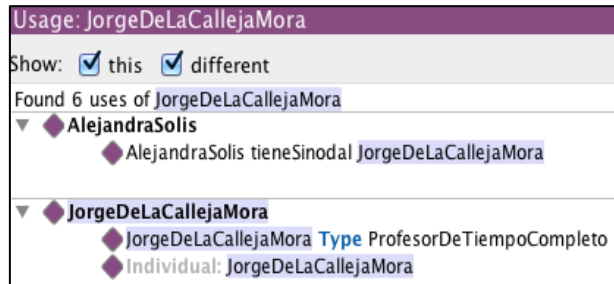 Usage: JorgeDeLaCallejaMora
Show: this different
Found 6 uses of JorgeDeLaCallejaMora
AlejandraSolis
AlejandraSolis tieneSinodal JorgeDeLaCallejaMora
JorgeDeLaCallejaMora
JorgeDeLaCallejaMora Type ProfesorDeTiempoCompleto
Individual: JorgeDeLaCallejaMora